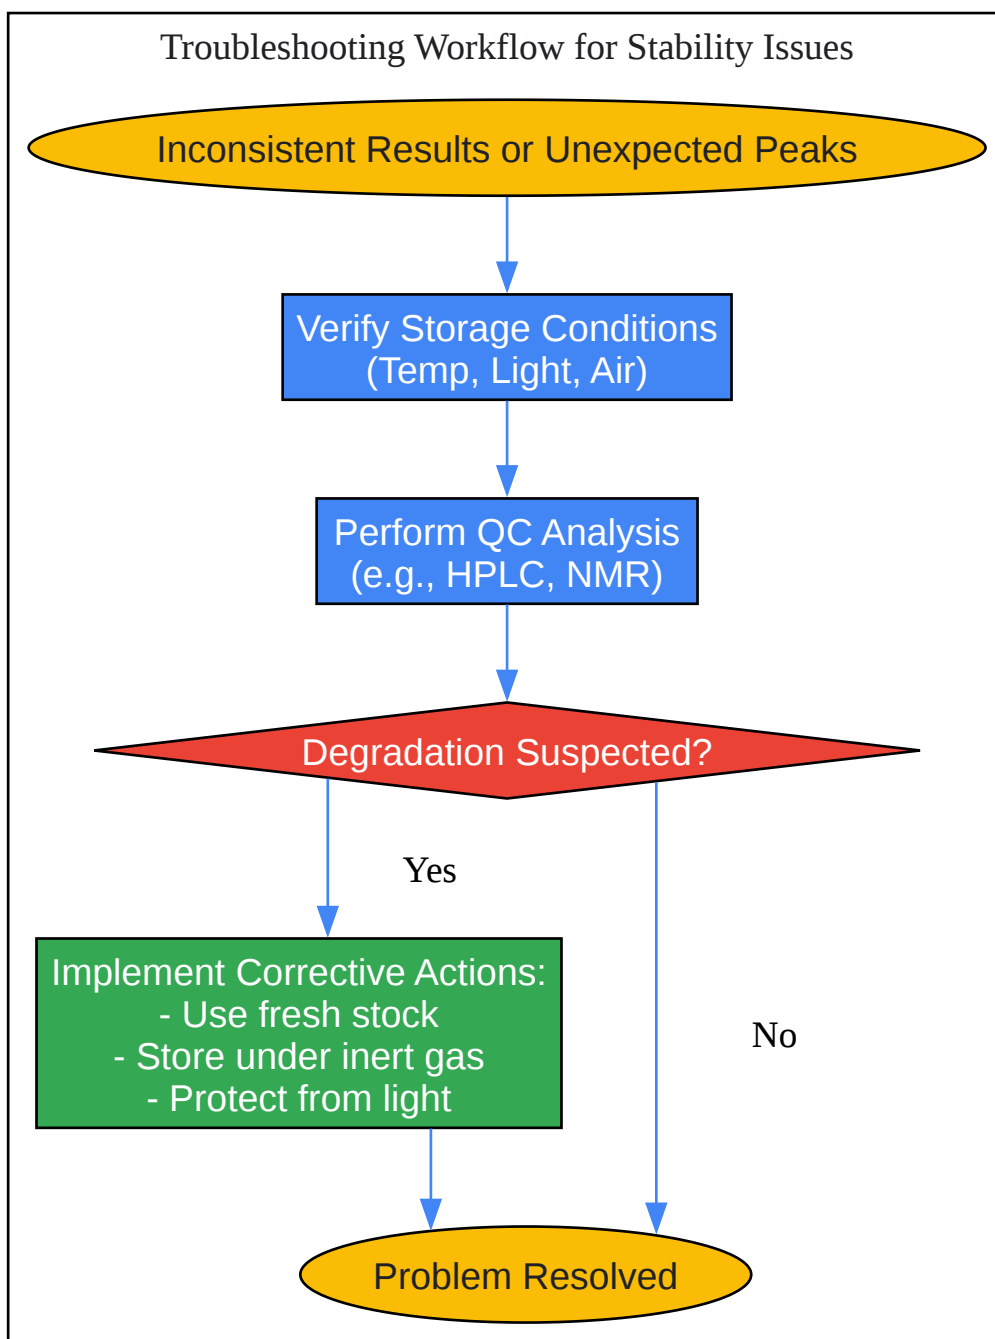 Troubleshooting Workflow for Stability Issues
Inconsistent Results or Unexpected Peaks
Verify Storage Conditions
(Temp, Light, Air)
Perform QC Analysis
(e.g., HPLC, NMR)
Degradation Suspected?
Yes
Implement Corrective Actions:
- Use fresh stock
- Store under inert gas
- Protect from light
No
Problem Resolved